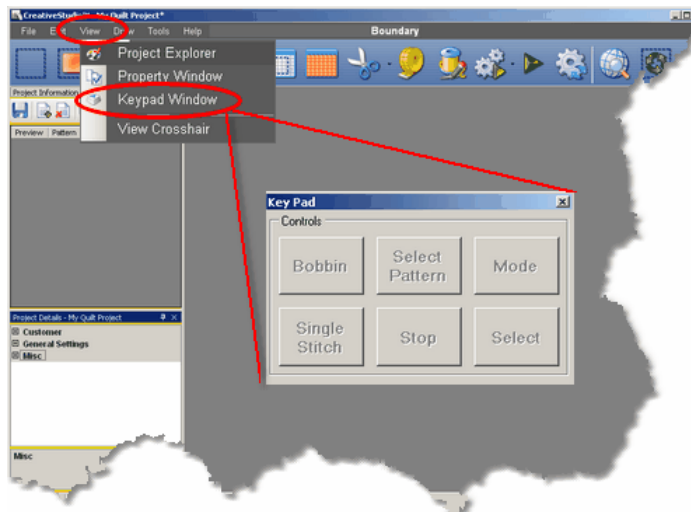 CreativeStudio™ - My Quilt Project*
File Edit View Draw Tools Help
Boundary
Project Explorer
Property Window
Keypad Window
View Crosshair
Project Information
Preview Pattern
Key Pad
Controls
Bobbin
Select
Pattern
Mode
Single
Stitch
Stop
Select
Project Details - My Quilt Project
Customer
General Settings
Misc
Misc